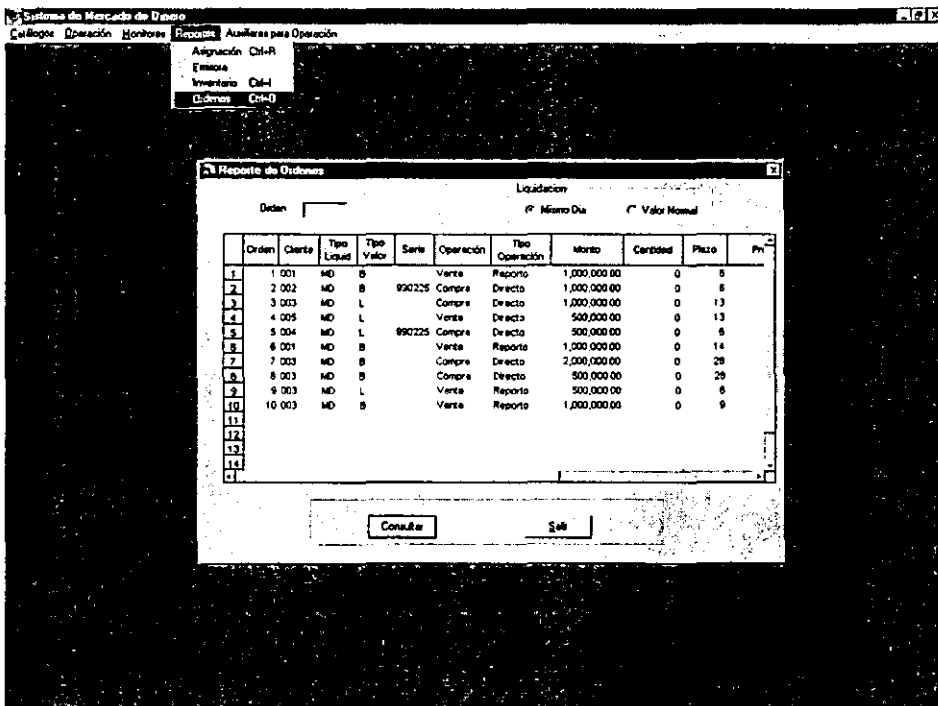 Sistema de Mercado de Dinero
Catálogos Operación Monitores Reportes Auxiliares para Operación
Asignación Ctrl+R
Emisora
Inventario Ctrl+I
Ordenes Ctrl+O
Reporte de Ordenes
Liquidacion
Orden Mismo Dia Valor Normal
Orden Cliente Tipo Liquid Tipo Valor Serie Operación Tipo Operación Monto Cantidad Plazo
1 1 001 MD B Venta Reporto 1,000,000.00 0
2 2 002 MD B 990225 Compra Directo 1,000,000.00 0
3 3 003 MD L Compra Directo 1,000,000.00 0 13
4 4 005 MD L Venta Directo 500,000.00 0 13
5 5 004 MD L 990225 Compra Directo 500,000.00 0 6
6 6 001 MD B Venta Reporto 1,000,000.00 0 14
7 7 003 MD B Compra Directo 2,000,000.00 0 28
8 8 003 MD B Compra Directo 500,000.00 0 28
9 9 003 MD L Venta Reporto 500,000.00 0
10 10 003 MD B Venta Reporto 1,000,000.00 0 9
11
12
13
14
Consultar Salir